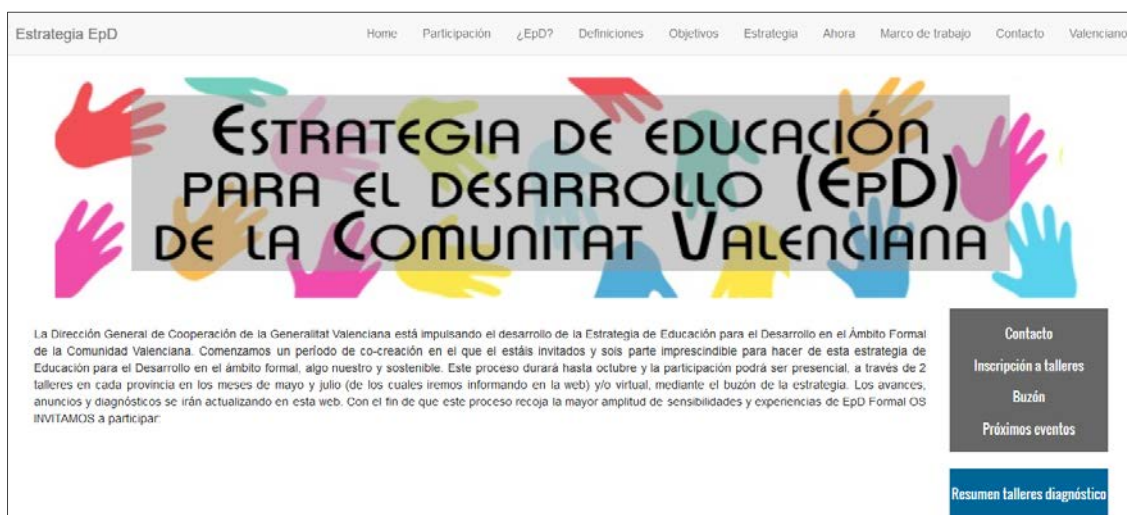 Estrategia EpD
Home Participación ¿EpD? Definiciones Objetivos Estrategia Ahora Marco de trabajo Contacto Valenciano
ESTRATEGIA DE EDUCACIÓN
PARA EL DESARROLLO (EPD)
DE LA COMUNITAT VALENCIANA
La Dirección General de Cooperación de la Generalitat Valenciana está impulsando el desarrollo de la Estrategia de Educación para el Desarrollo en el Ámbito Formal
de la Comunidad Valenciana. Comenzamos un período de co-creación en el que el estáis invitados y sois parte imprescindible para hacer de esta estrategia de
Educación para el Desarrollo en el ámbito formal, algo nuestro y sostenible. Este proceso durará hasta octubre y la participación podrá ser presencial, a través de 2
talleres en cada provincia en los meses de mayo y julio (de los cuales iremos informando en la web) y/o virtual, mediante el buzón de la estrategia. Los avances,
anuncios y diagnósticos se irán actualizando en esta web. Con el fin de que este proceso recoja la mayor amplitud de sensibilidades y experiencias de EpD Formal OS
INVITAMOS a participar:
Contacto
Inscripción a talleres
Buzón
Próximos eventos
Resumen talleres diagnóstico